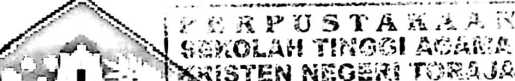 PERPUSTAKAAN
SEKOLAH TINGGI AGAMA
KRISTEN NEGERI TORAJA